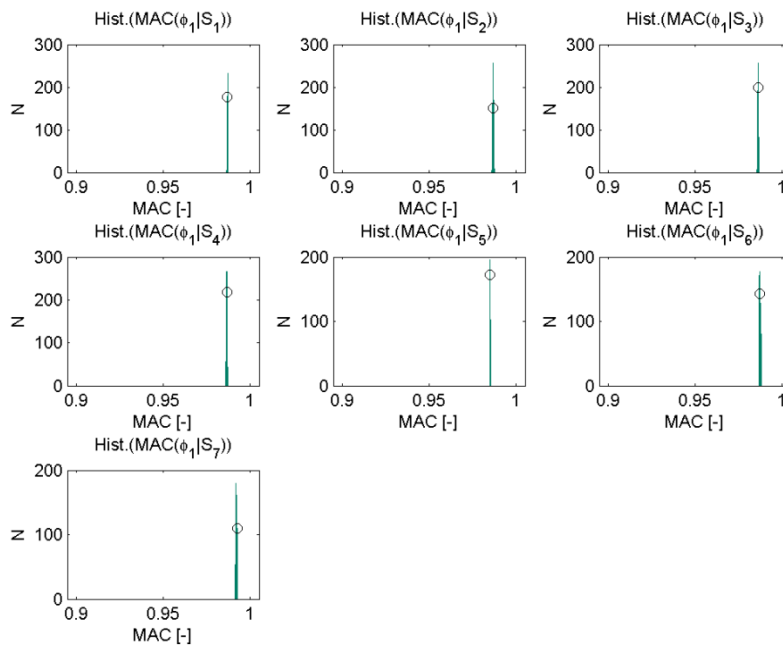 Hist.(MAC(ϕ₁|S₁))
300
200
100
0
N
0.9 0.95 1
MAC [-]
Hist.(MAC(ϕ₁|S₂))
300
200
100
0
N
0.9 0.95 1
MAC [-]
Hist.(MAC(ϕ₁|S₃))
300
200
100
0
N
0.9 0.95 1
MAC [-]
Hist.(MAC(ϕ₁|S₄))
300
200
100
0
N
0.9 0.95 1
MAC [-]
Hist.(MAC(ϕ₁|S₅))
200
100
0
N
0.9 0.95 1
MAC [-]
Hist.(MAC(ϕ₁|S₆))
200
100
0
N
0.9 0.95 1
MAC [-]
Hist.(MAC(ϕ₁|S₇))
200
100
0
N
0.9 0.95 1
MAC [-]